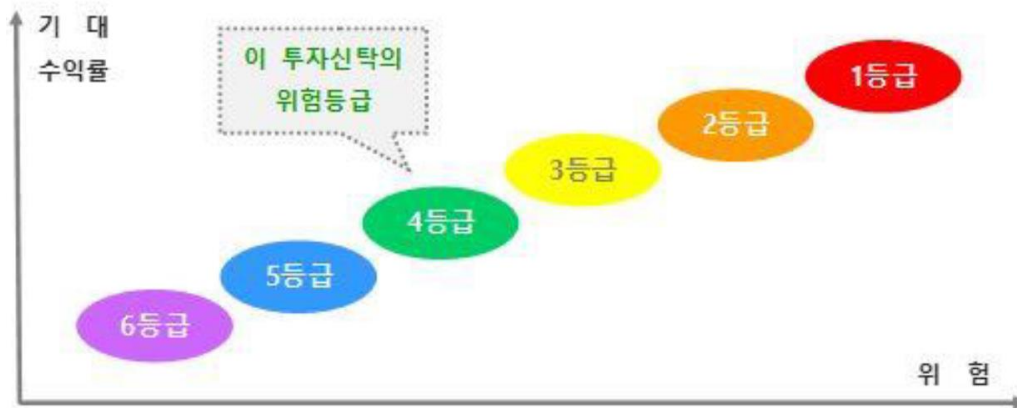 기 대
수익률
이 투자신탁의
위험등급
1등급
2등급
3등급
4등급
5등급
6등급
위 험